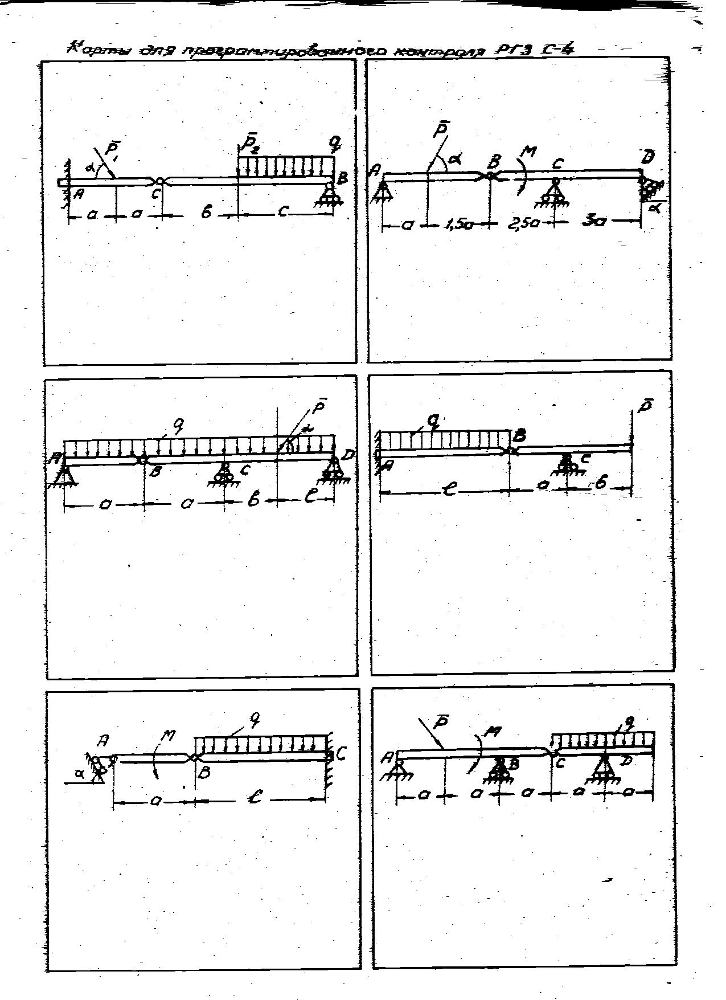 Карты для программированного контроля РГЗ С-4
P̄₁ α P̄₂ q
A C B
a a в c
P̄ α B M C D
A α
a 1,5a 2,5a 3a
q P̄ α
A B C D
a a в ℓ
q B P̄
A C
ℓ a в
A M q C
α B
a ℓ
P̄ M q
A B C D
a a a a a